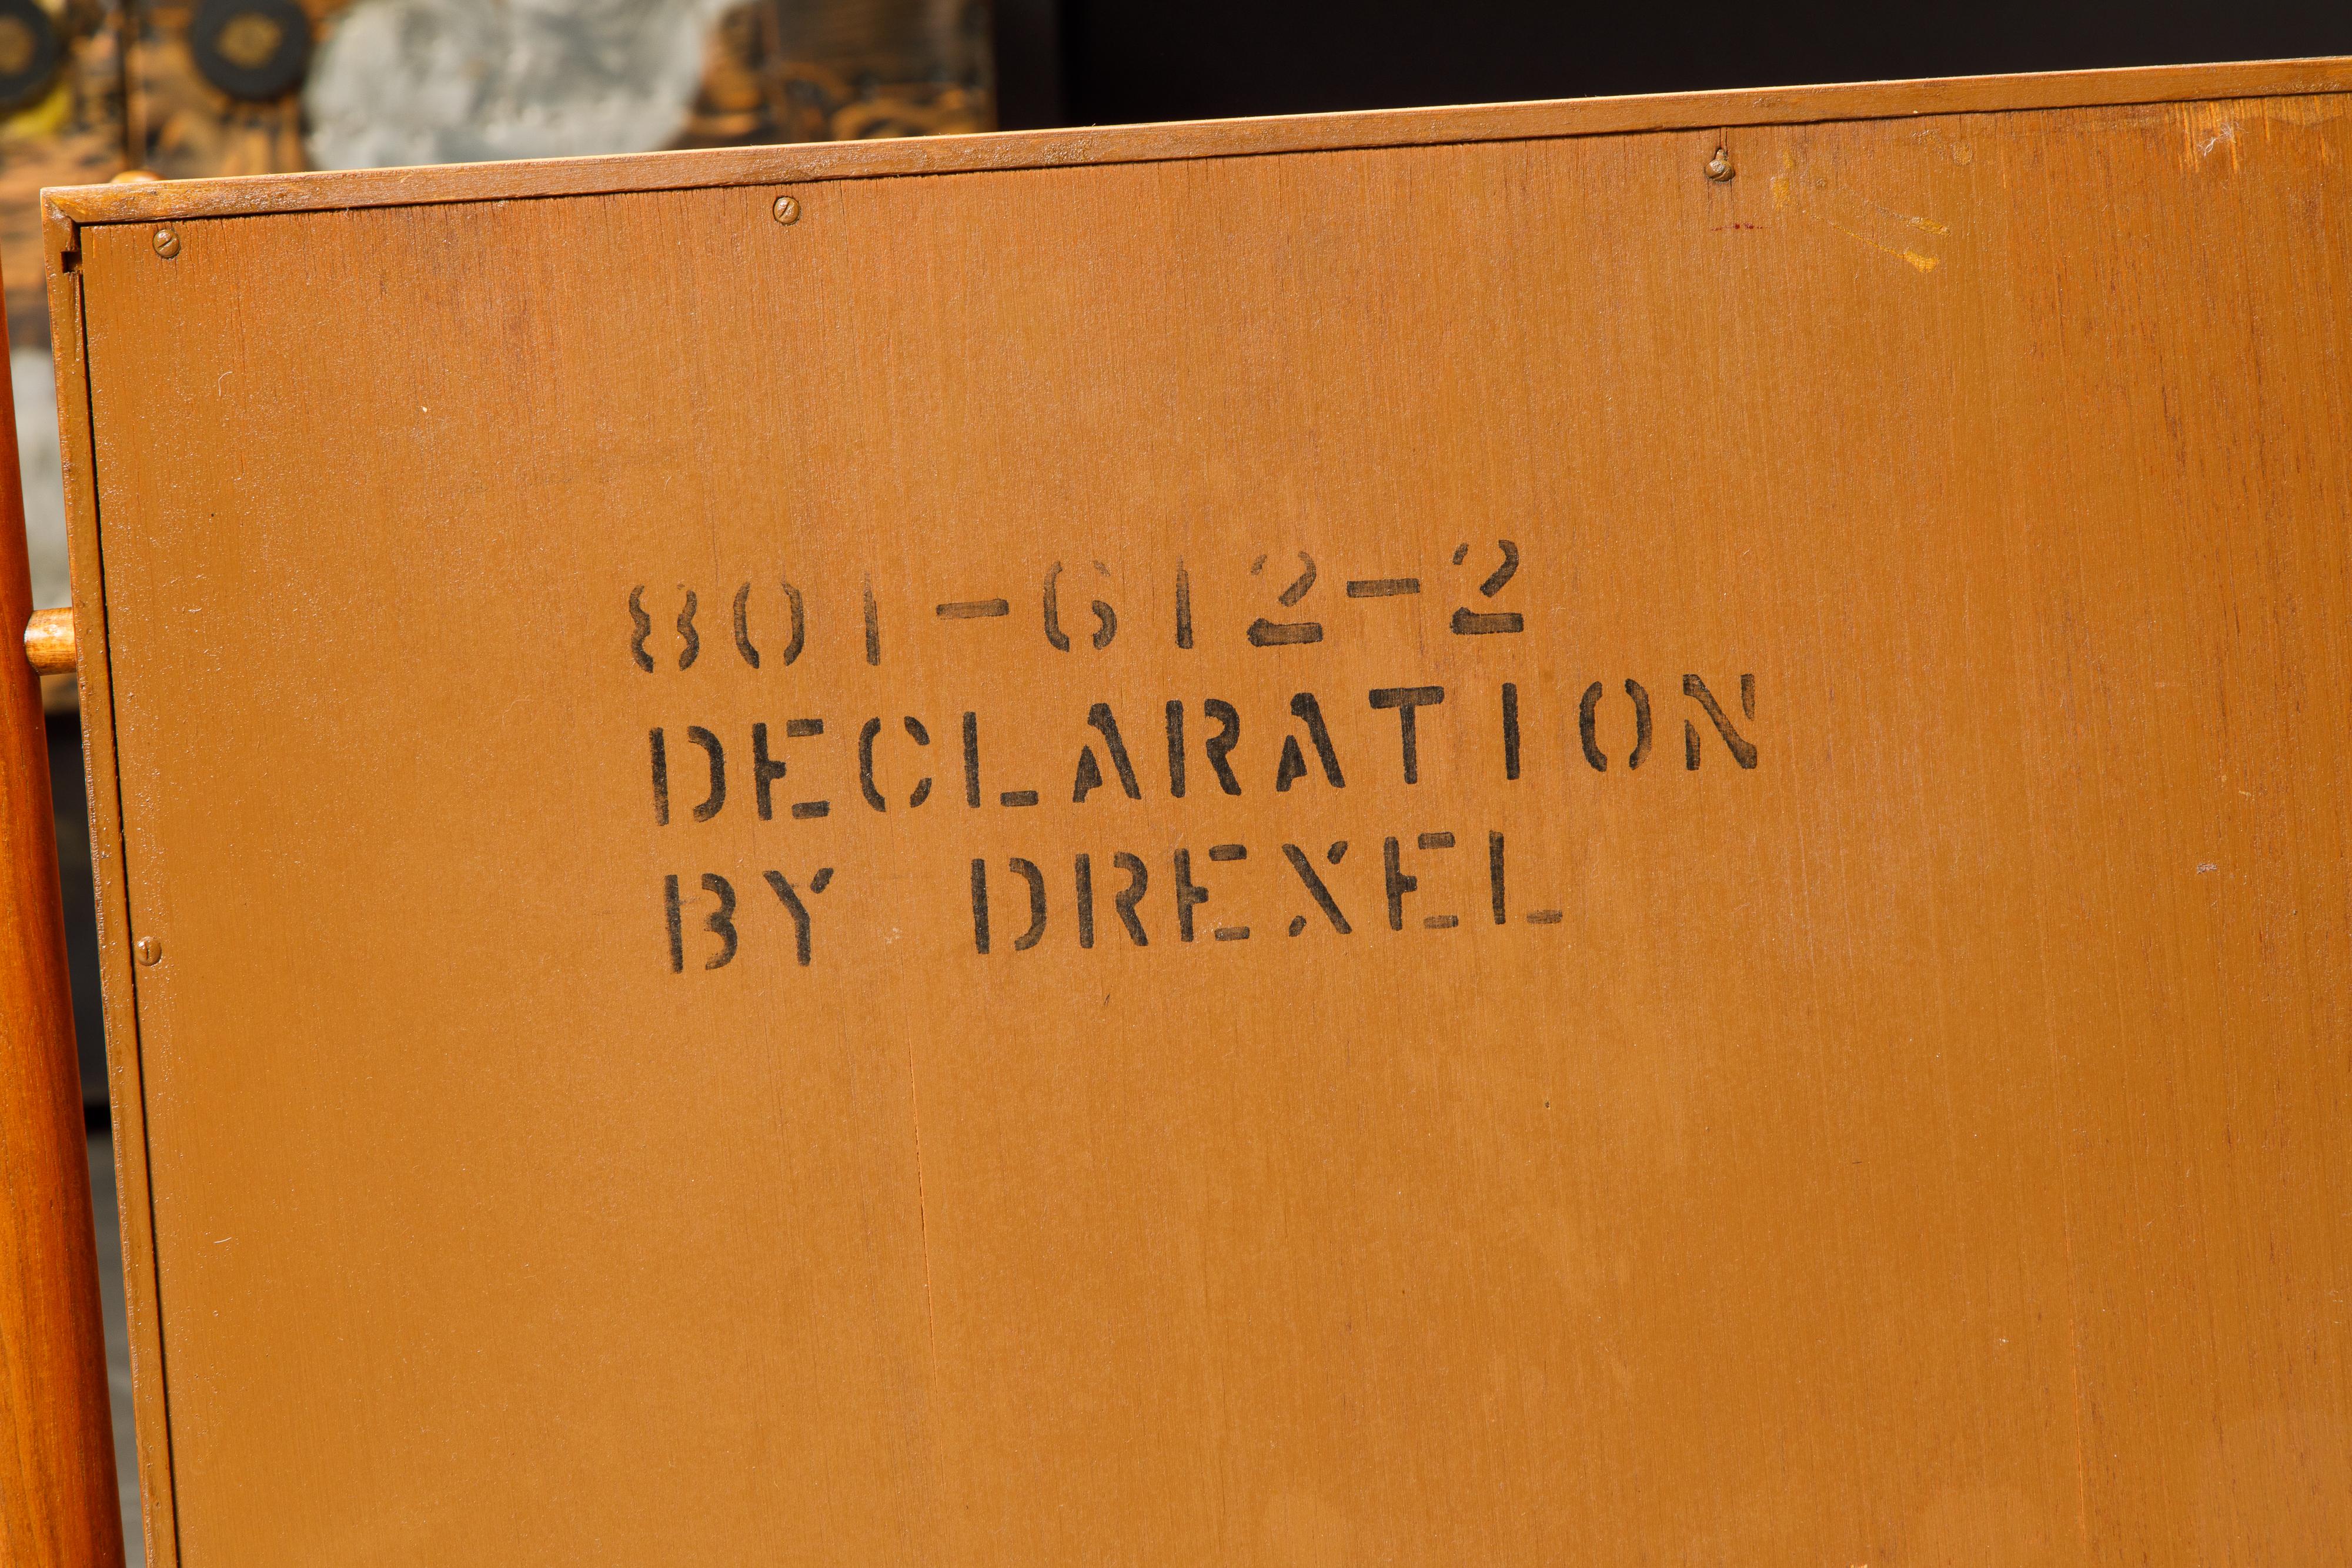 801-612-2
DECLARATION
BY DREXEL